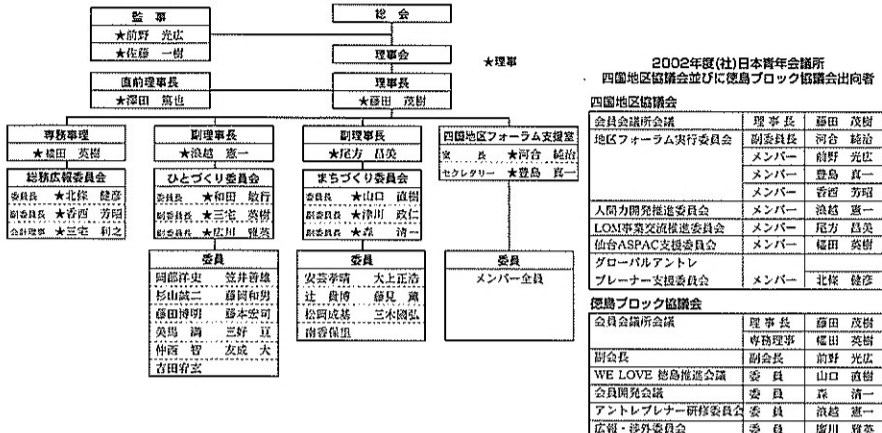 総　会
監　事
★前野　光広
★佐藤　一樹
理事会
★理事
直前理事長
★澤田　篤也
理事長
★藤田　茂樹
専務理事
★樋田　英樹
副理事長
★浪越　憲一
副理事長
★尾方　昌美
四国地区フォーラム支援室
室　長　★河合　純治
セクレタリー　★豊島　真一
総務広報委員会
委員長　★北條　健彦
副委員長　★香西　芳昭
会計理事　★三宅　利之
ひとづくり委員会
委員長　★和田　敏行
副委員長　★三宅　英樹
副委員長　★広川　雅英
まちづくり委員会
委員長　★山口　直樹
副委員長　★津川　政仁
副委員長　★森　清一
委員
岡部洋史　笠井善雄
杉山誠二　藤岡和男
藤田博明　藤本宏司
美馬　満　三好　亘
仲西　智　友成　大
吉田宥玄
委員
安芸孝晴　大上正浩
辻　貴博　藤見　薫
松岡成基　三木國弘
南香保里
委員
メンバー全員
2002年度(社)日本青年会議所
四国地区協議会並びに徳島ブロック協議会出向者
四国地区協議会
会員会議所会議　理事長　藤田　茂樹
地区フォーラム実行委員会　副委員長　河合　純治
メンバー　前野　光広
メンバー　豊島　真一
メンバー　香西　芳昭
人間力開発推進委員会　メンバー　浪越　憲一
LOM事業交流推進委員会　メンバー　尾方　昌美
仙台ASPAC支援委員会　メンバー　樋田　英樹
グローバルアントレ
プレーナー支援委員会　メンバー　北條　健彦
徳島ブロック協議会
会員会議所会議　理事長　藤田　茂樹
専務理事　樋田　英樹
副会長　副会長　前野　光広
WE LOVE 徳島推進会議　委員　山口　直樹
会員開発会議　委員　森　清一
アントレプレナー研修委員会　委員　浪越　憲一
広報・渉外委員会　委員　廣川　雅英